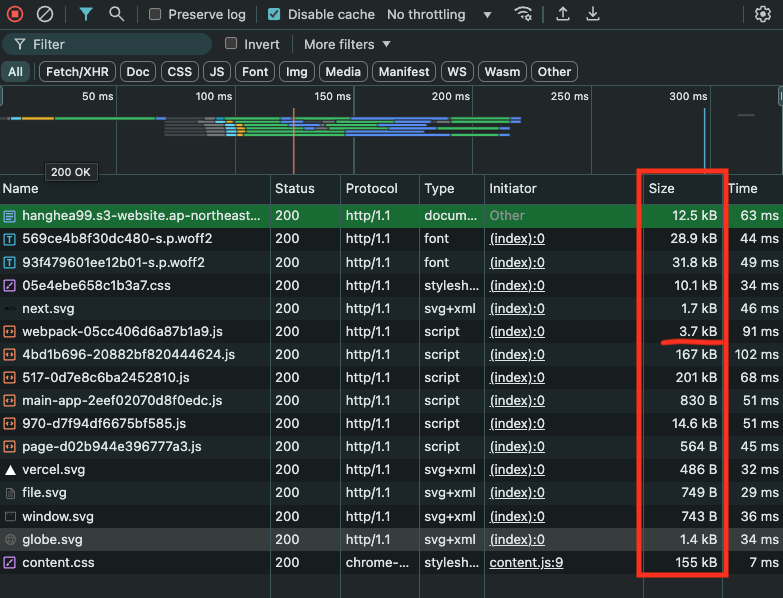 Preserve log Disable cache No throttling
Filter Invert More filters
All Fetch/XHR Doc CSS JS Font Img Media Manifest WS Wasm Other
50 ms 100 ms 150 ms 200 ms 250 ms 300 ms
200 OK
Name Status Protocol Type Initiator Size Time
hanghea99.s3-website.ap-northeast... 200 http/1.1 docum... Other 12.5 kB 63 ms
569ce4b8f30dc480-s.p.woff2 200 http/1.1 font (index):0 28.9 kB 44 ms
93f479601ee12b01-s.p.woff2 200 http/1.1 font (index):0 31.8 kB 49 ms
05e4ebe658c1b3a7.css 200 http/1.1 stylesh... (index):0 10.1 kB 34 ms
next.svg 200 http/1.1 svg+xml (index):0 1.7 kB 46 ms
webpack-05cc406d6a87b1a9.js 200 http/1.1 script (index):0 3.7 kB 91 ms
4bd1b696-20882bf820444624.js 200 http/1.1 script (index):0 167 kB 102 ms
517-0d7e8c6ba2452810.js 200 http/1.1 script (index):0 201 kB 68 ms
main-app-2eef02070d8f0edc.js 200 http/1.1 script (index):0 830 B 51 ms
970-d7f94df6675bf585.js 200 http/1.1 script (index):0 14.6 kB 51 ms
page-d02b944e396777a3.js 200 http/1.1 script (index):0 564 B 45 ms
vercel.svg 200 http/1.1 svg+xml (index):0 486 B 32 ms
file.svg 200 http/1.1 svg+xml (index):0 749 B 29 ms
window.svg 200 http/1.1 svg+xml (index):0 743 B 36 ms
globe.svg 200 http/1.1 svg+xml (index):0 1.4 kB 34 ms
content.css 200 chrome-... stylesh... content.js:9 155 kB 7 ms